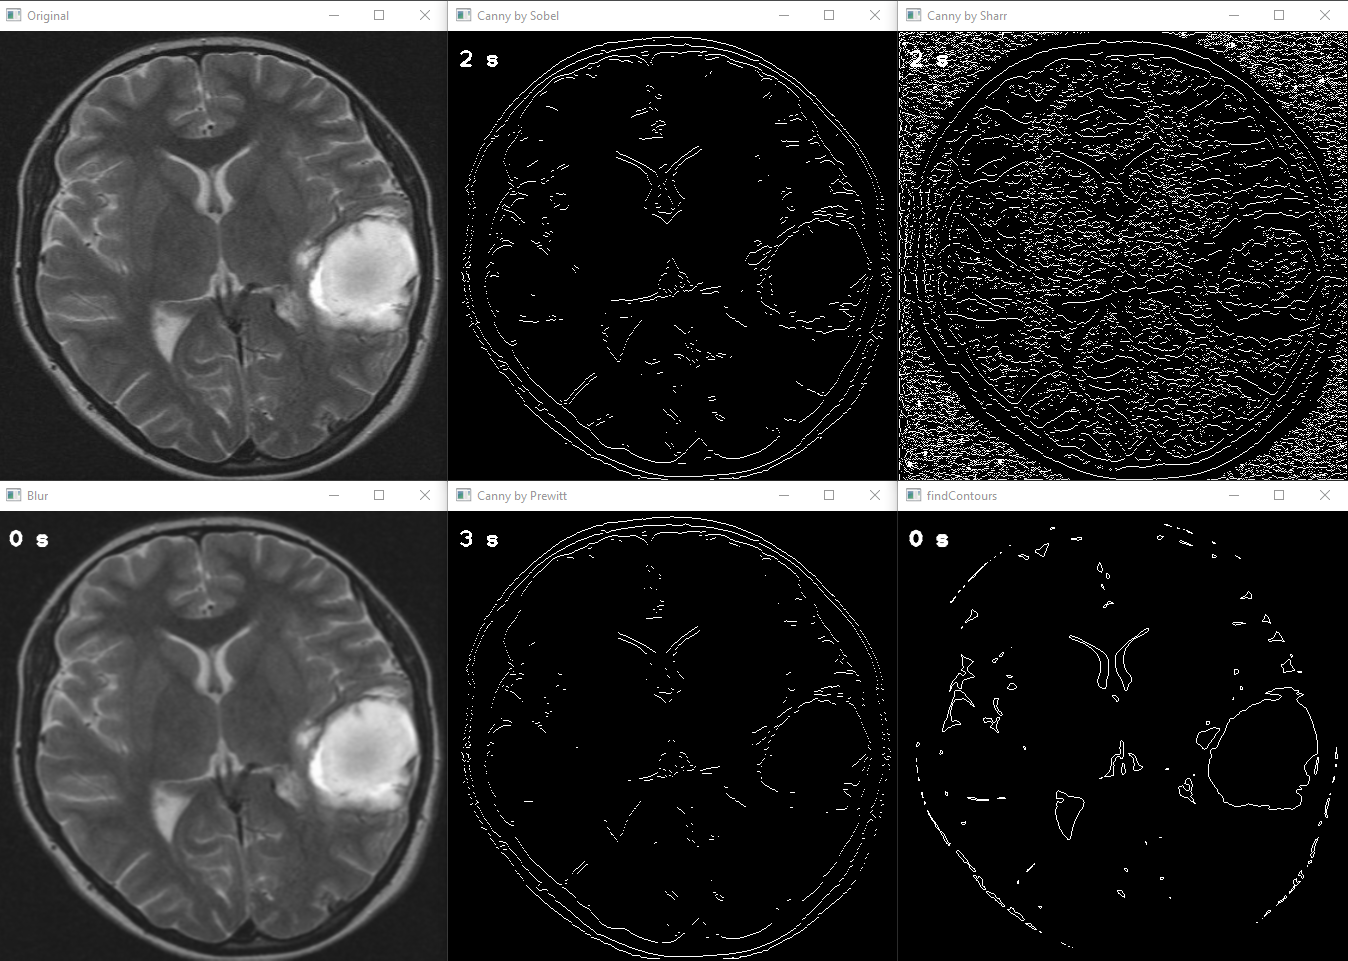 Original
Canny by Sobel
2 s
Canny by Sharr
2 s
Blur
0 s
Canny by Prewitt
3 s
findContours
0 s